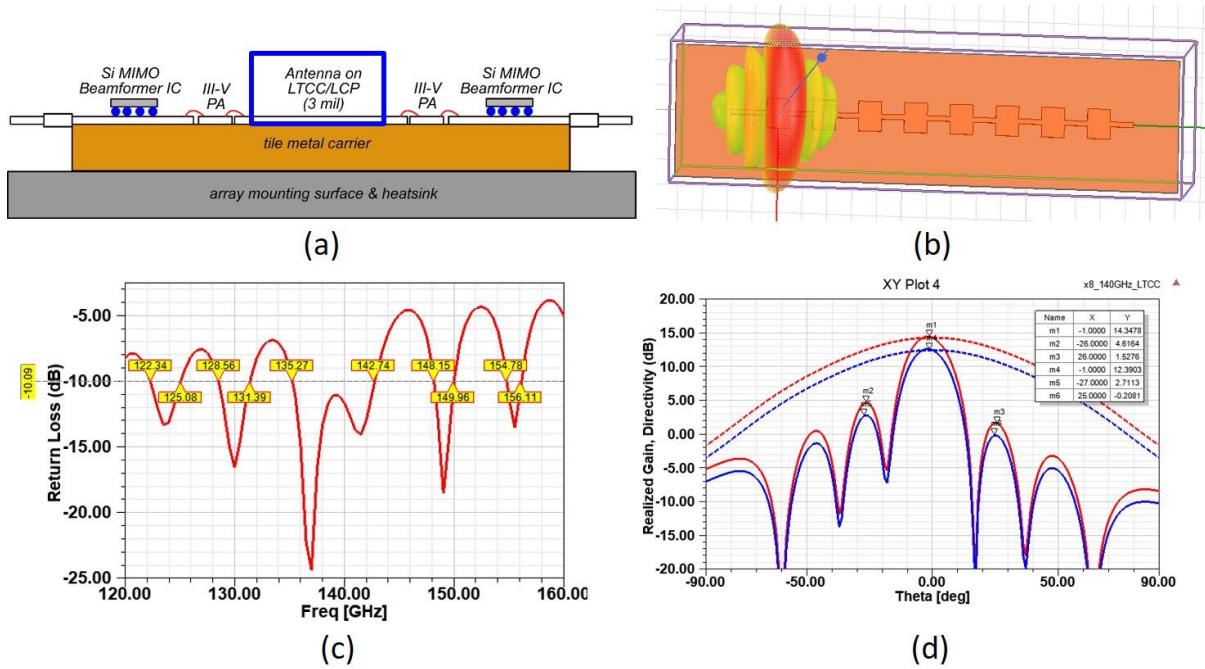 Si MIMO
Beamformer IC
III-V
PA
Antenna on
LTCC/LCP
(3 mil)
III-V
PA
Si MIMO
Beamformer IC
tile metal carrier
array mounting surface & heatsink
(a)
(b)
-5.00
-10.00
-15.00
-20.00
-25.00
Return Loss (dB)
-10.09
122.34
128.56
135.27
142.74
148.15
154.78
125.08
131.39
149.96
156.11
120.00
130.00
140.00
150.00
160.00
Freq [GHz]
(c)
XY Plot 4
x8_140GHz_LTCC
20.00
15.00
10.00
5.00
0.00
-5.00
-10.00
-15.00
-20.00
Realized Gain, Directivity (dB)
Name X Y
m1 -1.0000 14.3478
m2 -26.0000 4.6164
m3 26.0000 1.5276
m4 -1.0000 12.3903
m5 -27.0000 2.7113
m6 25.0000 -0.2081
m1
m2
m3
-90.00
-50.00
0.00
50.00
90.00
Theta [deg]
(d)